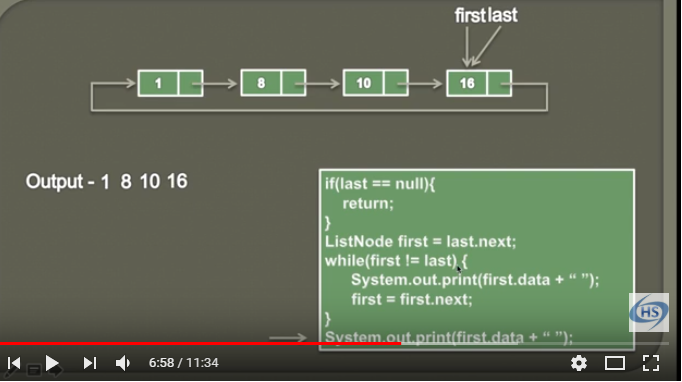 first last
1 8 10 16
Output - 1 8 10 16
if(last == null){
return;
}
ListNode first = last.next;
while(first != last) {
System.out.print(first.data + “ ”);
first = first.next;
}
System.out.print(first.data + “ ”);
HS
6:58 / 11:34